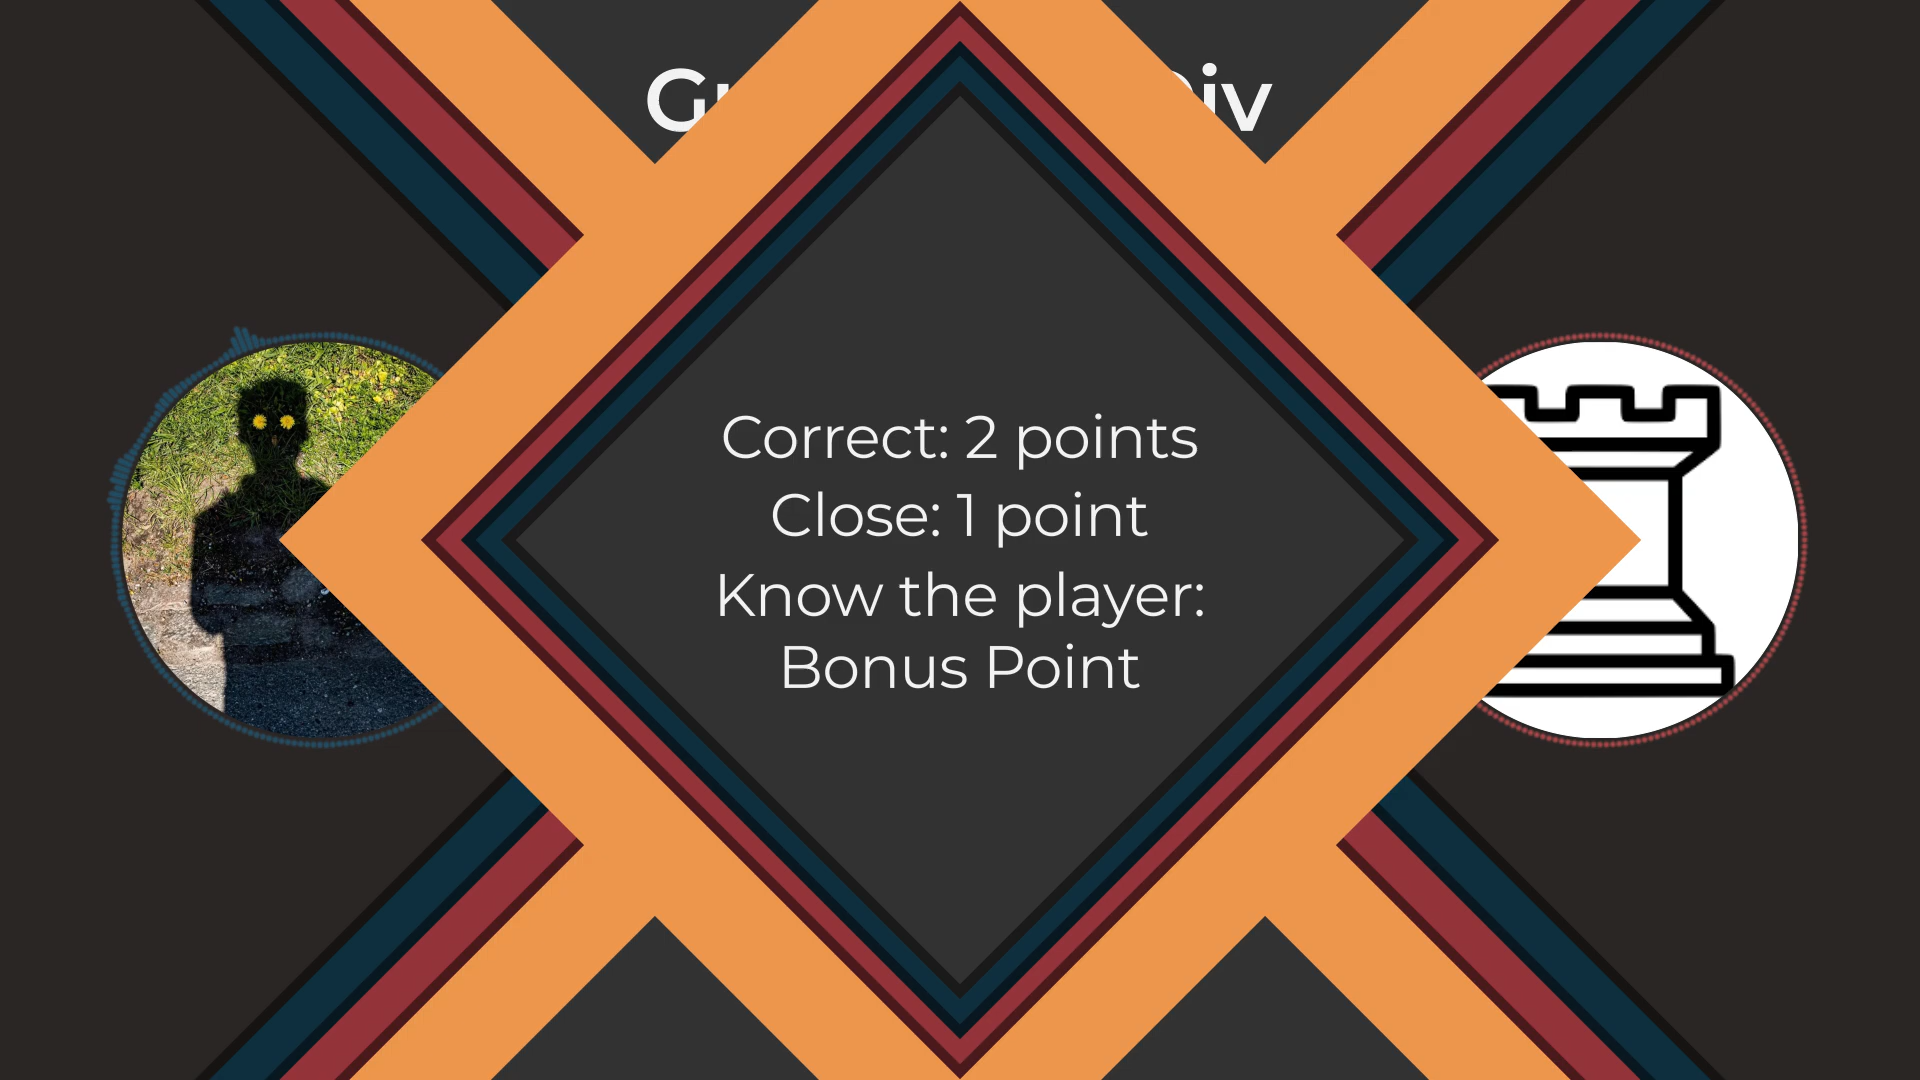 Correct: 2 points
Close: 1 point
Know the player:
Bonus Point